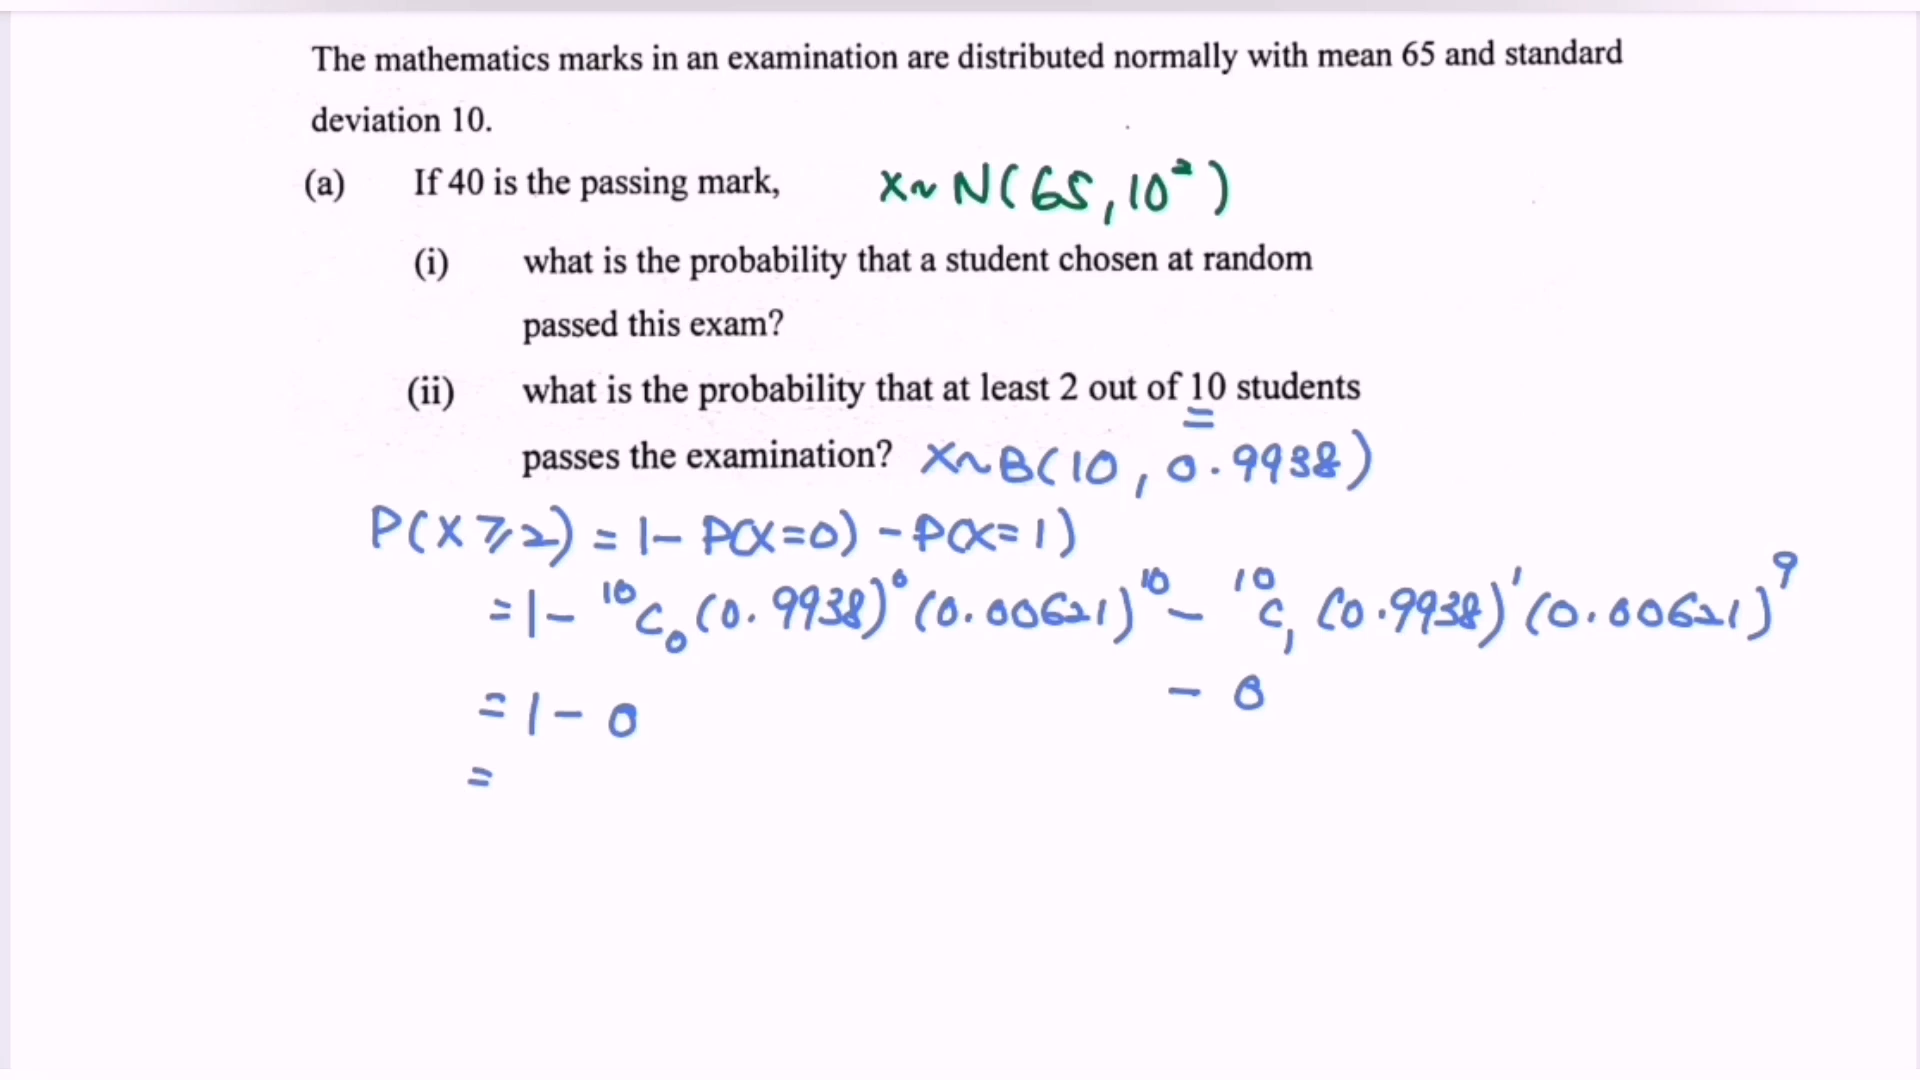 The mathematics marks in an examination are distributed normally with mean 65 and standard
deviation 10.
(a) If 40 is the passing mark, X~N(65,10²)
(i) what is the probability that a student chosen at random
passed this exam?
(ii) what is the probability that at least 2 out of 10 students
passes the examination? X~B(10, 0.9938)
P(X⩾2) = 1- P(X=0) - P(X=1)
=1- ¹⁰C₀(0.9938)⁰(0.00621)¹⁰ - ¹⁰C₁(0.9938)¹(0.00621)⁹
=1- 0 - 0
=